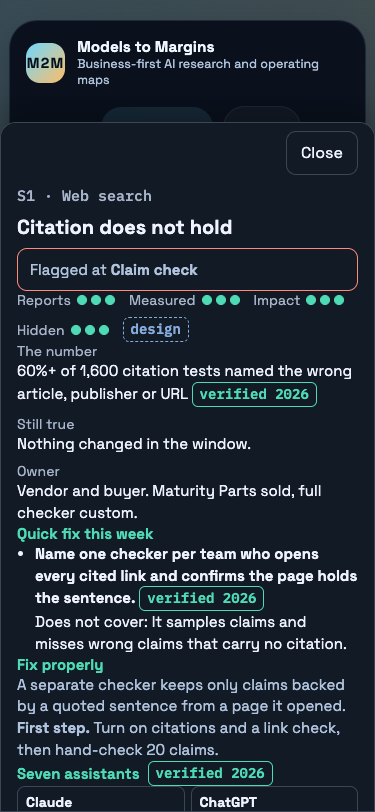 M2M
Models to Margins
Business-first AI research and operating
maps
Close
S1 · Web search
Citation does not hold
Flagged at Claim check
Reports Measured Impact
Hidden design
The number
60%+ of 1,600 citation tests named the wrong
article, publisher or URL verified 2026
Still true
Nothing changed in the window.
Owner
Vendor and buyer. Maturity Parts sold, full
checker custom.
Quick fix this week
• Name one checker per team who opens
every cited link and confirms the page holds
the sentence. verified 2026
Does not cover: It samples claims and
misses wrong claims that carry no citation.
Fix properly
A separate checker keeps only claims backed
by a quoted sentence from a page it opened.
First step. Turn on citations and a link check,
then hand-check 20 claims.
Seven assistants verified 2026
Claude ChatGPT